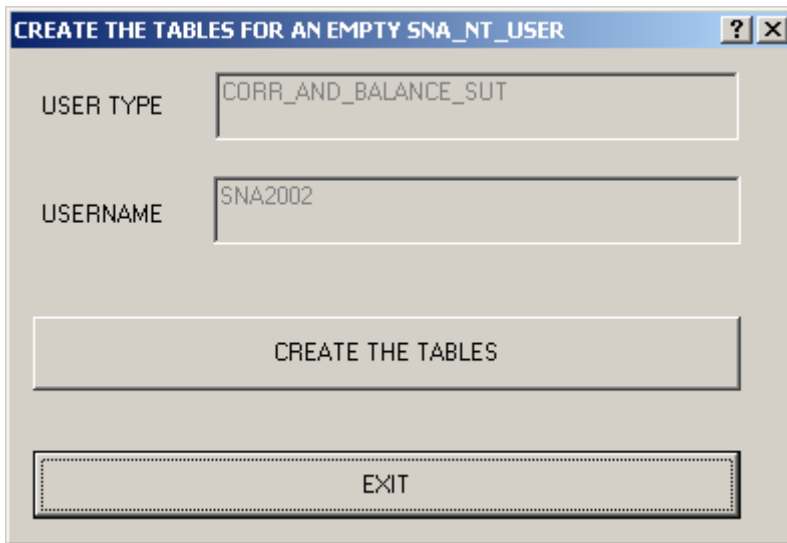 CREATE THE TABLES FOR AN EMPTY SNA_NT_USER
USER TYPE
CORR_AND_BALANCE_SUT
USERNAME
SNA2002
CREATE THE TABLES
EXIT